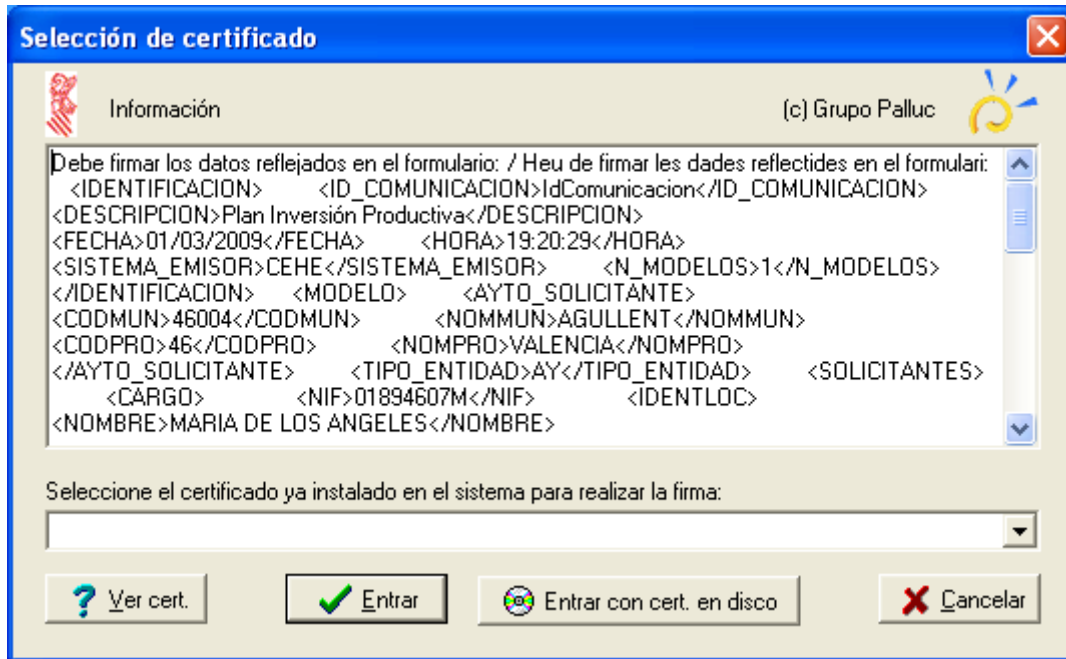 Selección de certificado
Información
(c) Grupo Palluc
Debe firmar los datos reflejados en el formulario: / Heu de firmar les dades reflectides en el formulari:
<IDENTIFICACION> <ID_COMUNICACION>IdComunicacion</ID_COMUNICACION>
<DESCRIPCION>Plan Inversión Productiva</DESCRIPCION>
<FECHA>01/03/2009</FECHA> <HORA>19:20:29</HORA>
<SISTEMA_EMISOR>CEHE</SISTEMA_EMISOR> <N_MODELOS>1</N_MODELOS>
</IDENTIFICACION> <MODELO> <AYTO_SOLICITANTE>
<CODMUN>46004</CODMUN> <NOMMUN>AGULLENT</NOMMUN>
<CODPRO>46</CODPRO> <NOMPRO>VALENCIA</NOMPRO>
</AYTO_SOLICITANTE> <TIPO_ENTIDAD>AY</TIPO_ENTIDAD> <SOLICITANTES>
<CARGO> <NIF>01894607M</NIF> <IDENTLOC>
<NOMBRE>MARIA DE LOS ANGELES</NOMBRE>
Seleccione el certificado ya instalado en el sistema para realizar la firma:
? Ver cert.
Entrar
Entrar con cert. en disco
Cancelar